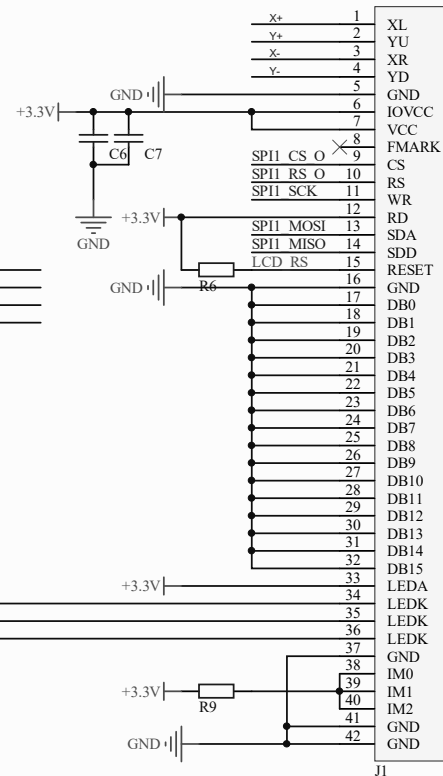 X+ 1 XL
Y+ 2 YU
X- 3 XR
Y- 4 YD
GND 5 GND
+3.3V 6 IOVCC
7 VCC
8 FMARK
C6 C7
SPI1_CS_O 9 CS
SPI1_RS_O 10 RS
SPI1_SCK 11 WR
+3.3V 12 RD
SPI1_MOSI 13 SDA
GND
SPI1_MISO 14 SDD
LCD_RS 15 RESET
R6
GND 16 GND
17 DB0
18 DB1
19 DB2
20 DB3
21 DB4
22 DB5
23 DB6
24 DB7
25 DB8
26 DB9
27 DB10
28 DB11
29 DB12
30 DB13
31 DB14
32 DB15
+3.3V 33 LEDA
34 LEDK
35 LEDK
36 LEDK
37 GND
38 IM0
+3.3V 39 IM1
R9
40 IM2
41 GND
GND 42 GND
J1